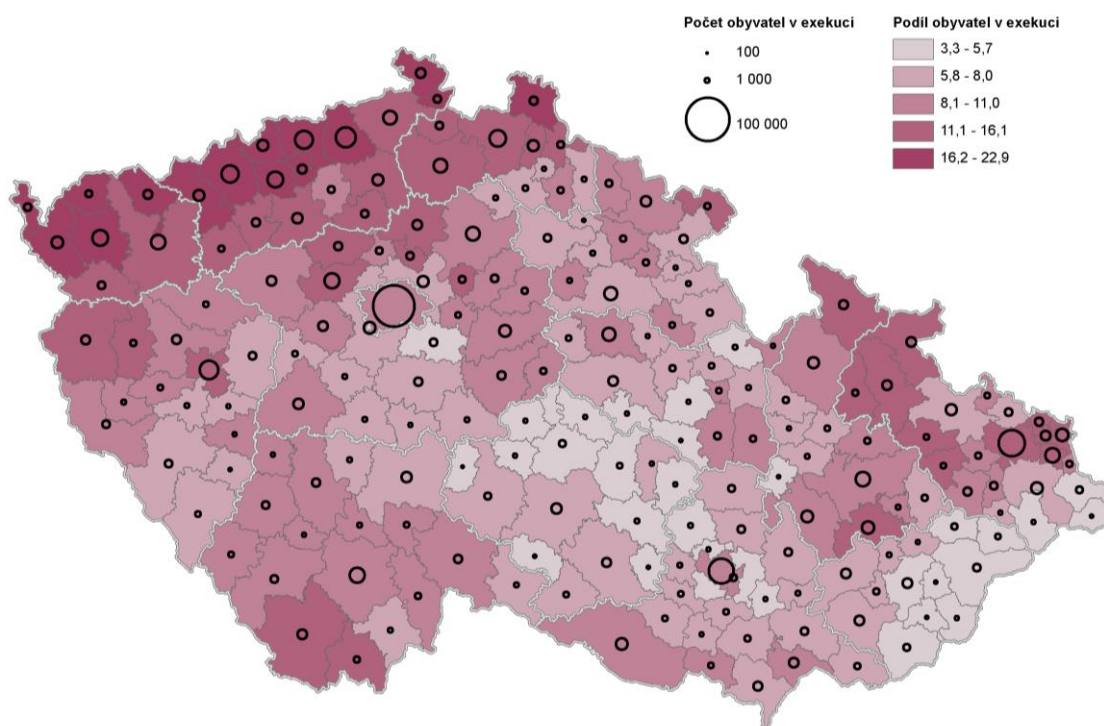 Počet obyvatel v exekuci
100
1 000
100 000
Podíl obyvatel v exekuci
3,3 - 5,7
5,8 - 8,0
8,1 - 11,0
11,1 - 16,1
16,2 - 22,9